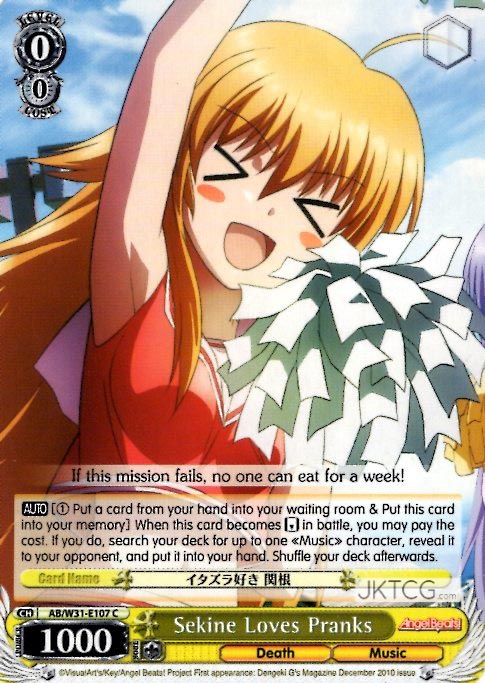 LEVEL
0
0
COST
If this mission fails, no one can eat for a week!
AUTO [① Put a card from your hand into your waiting room & Put this card
into your memory] When this card becomes [▼] in battle, you may pay the
cost. If you do, search your deck for up to one «Music» character, reveal it
to your opponent, and put it into your hand. Shuffle your deck afterwards.
Card Name
イタズラ好き 関根
JKTCG.com
CH AB/W31-E107 C
Sekine Loves Pranks
Angel Beats!
POWER
1000
SOUL
Death
Music
©VisualArt's/Key/Angel Beats! Project First appearance: Dengeki G's Magazine December 2010 issue